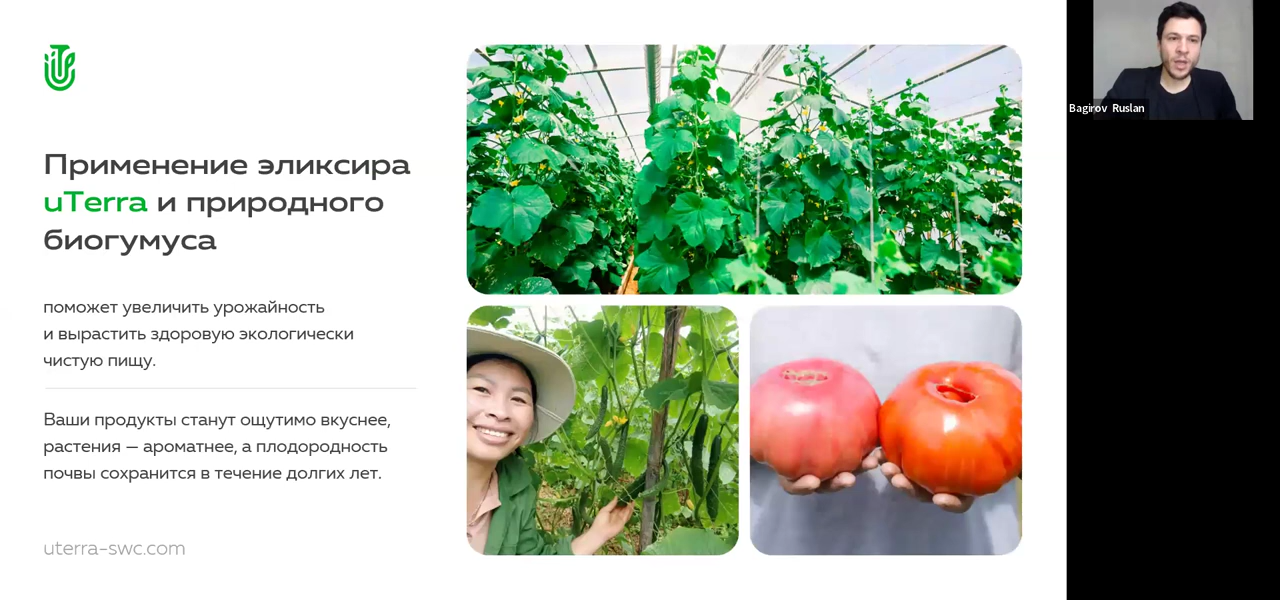 Применение эликсира
uTerra и природного
биогумуса
поможет увеличить урожайность
и вырастить здоровую экологически
чистую пищу.
Ваши продукты станут ощутимо вкуснее,
растения — ароматнее, а плодородность
почвы сохранится в течение долгих лет.
uterra-swc.com
Bagirov Ruslan